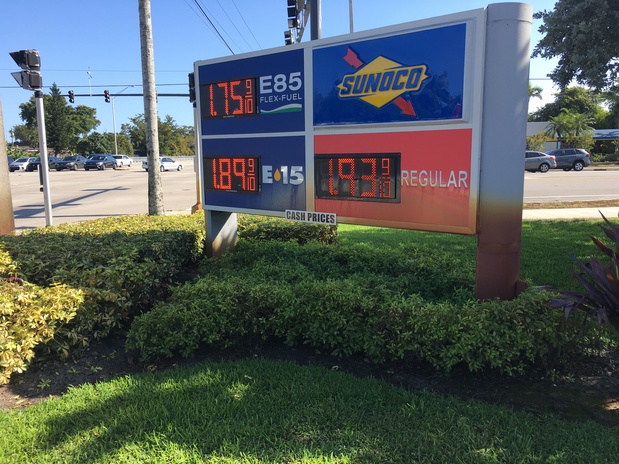 1.75 9/10 E85
FLEX-FUEL
SUNOCO
1.89 9/10 E15
1.93 9/10 REGULAR
CASH PRICES